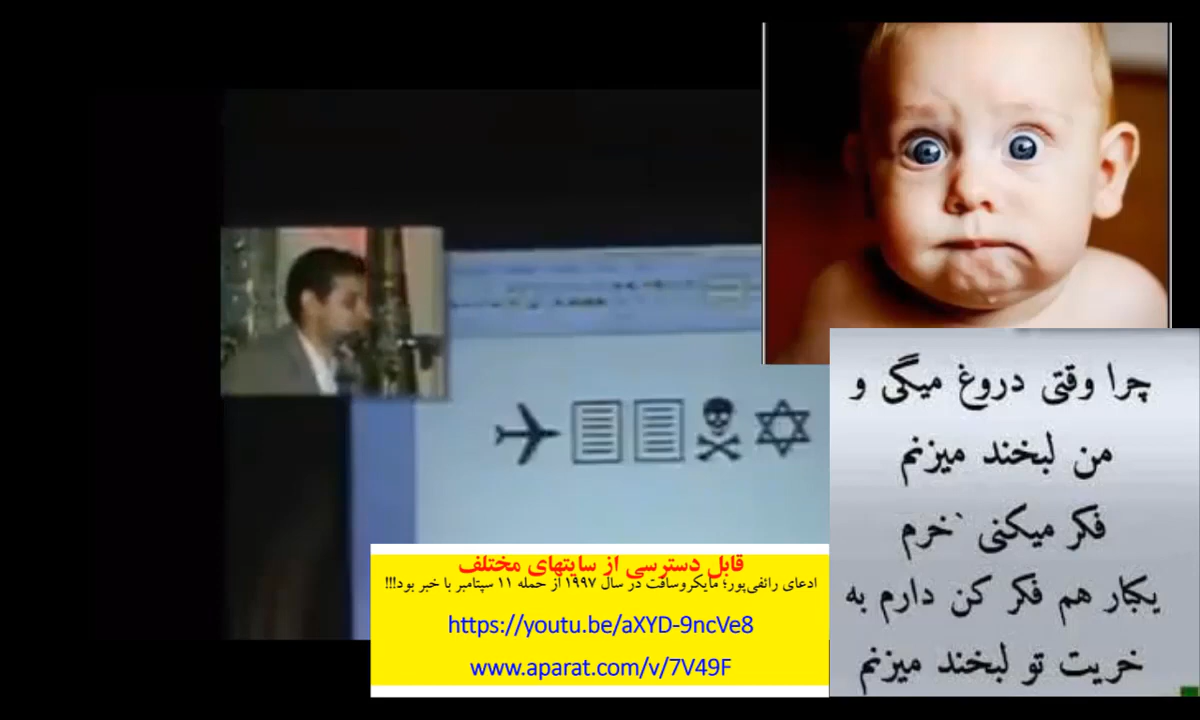 چرا وقتی دروغ میگی و
من لبخند میزنم
فکر میکنی خرم
یکبار هم فکر کن دارم به
خریت تو لبخند میزنم
قابل دسترسی از سایتهای مختلف
ادعای رائفی‌پور؛ مایکروسافت در سال ۱۹۹۷ از حمله ۱۱ سپتامبر با خبر بود!!!
https://youtu.be/aXYD-9ncVe8
www.aparat.com/v/7V49F